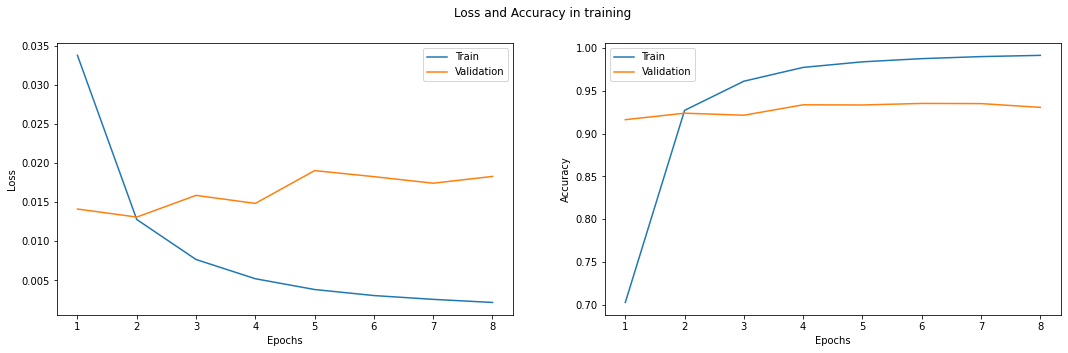 Loss and Accuracy in training
Loss
0.035
0.030
0.025
0.020
0.015
0.010
0.005
Train
Validation
1 2 3 4 5 6 7 8
Epochs
Accuracy
1.00
0.95
0.90
0.85
0.80
0.75
0.70
Train
Validation
1 2 3 4 5 6 7 8
Epochs